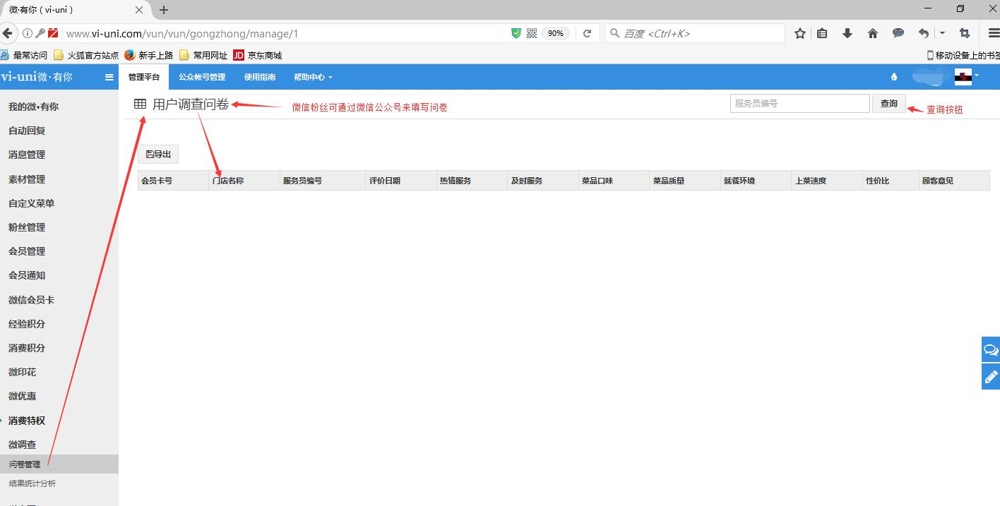 微·有你（vi-uni）
www.vi-uni.com/vun/vun/gongzhong/manage/1
90%
百度 <Ctrl+K>
最常访问 火狐官方站点 新手上路 常用网址 JD 京东商城 移动设备上的书签
vi-uni微·有你
管理平台 公众帐号管理 使用指南 帮助中心
我的微•有你
自动回复
消息管理
素材管理
自定义菜单
粉丝管理
会员管理
会员通知
微信会员卡
经验积分
消费积分
微印花
微优惠
消费特权
微调查
问卷管理
结果统计分析
用户调查问卷
微信粉丝可通过微信公众号来填写问卷
服务员编号
查询
查询按钮
导出
会员卡号 门店名称 服务员编号 评价日期 热情服务 及时服务 菜品口味 菜品质量 就餐环境 上菜速度 性价比 顾客意见